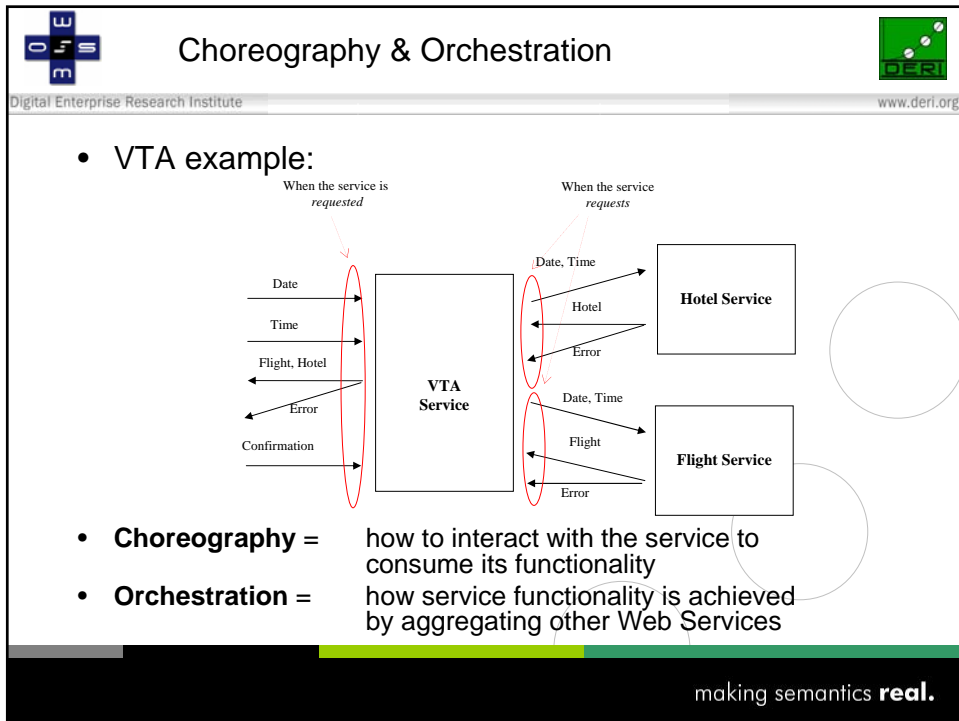 w
o s m s
m
Choreography & Orchestration
DERI
Digital Enterprise Research Institute
www.deri.org
• VTA example:
When the service is
requested
When the service
requests
Date
Time
Flight, Hotel
Error
Confirmation
VTA
Service
Date, Time
Hotel
Error
Hotel Service
Date, Time
Flight
Error
Flight Service
• Choreography = how to interact with the service to
consume its functionality
• Orchestration = how service functionality is achieved
by aggregating other Web Services
making semantics real.